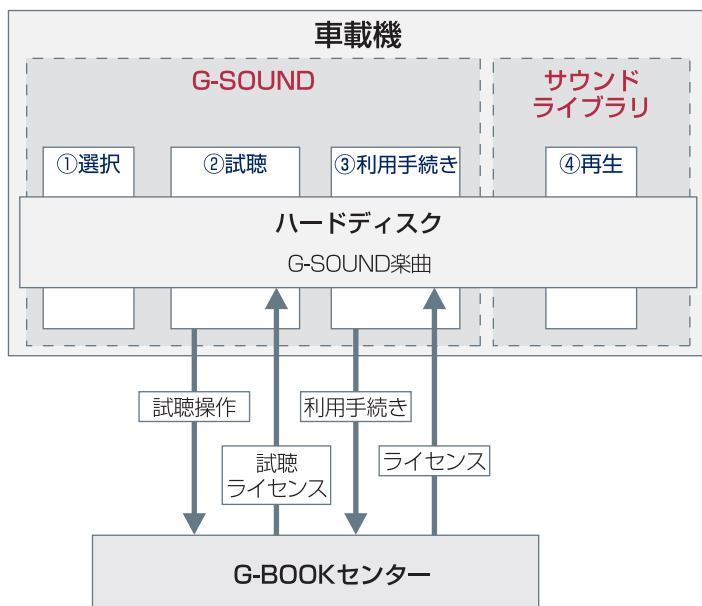 車載機
G-SOUND
サウンド
ライブラリ
①選択
②試聴
③利用手続き
④再生
ハードディスク
G-SOUND楽曲
試聴操作
利用手続き
試聴
ライセンス
ライセンス
G-BOOKセンター